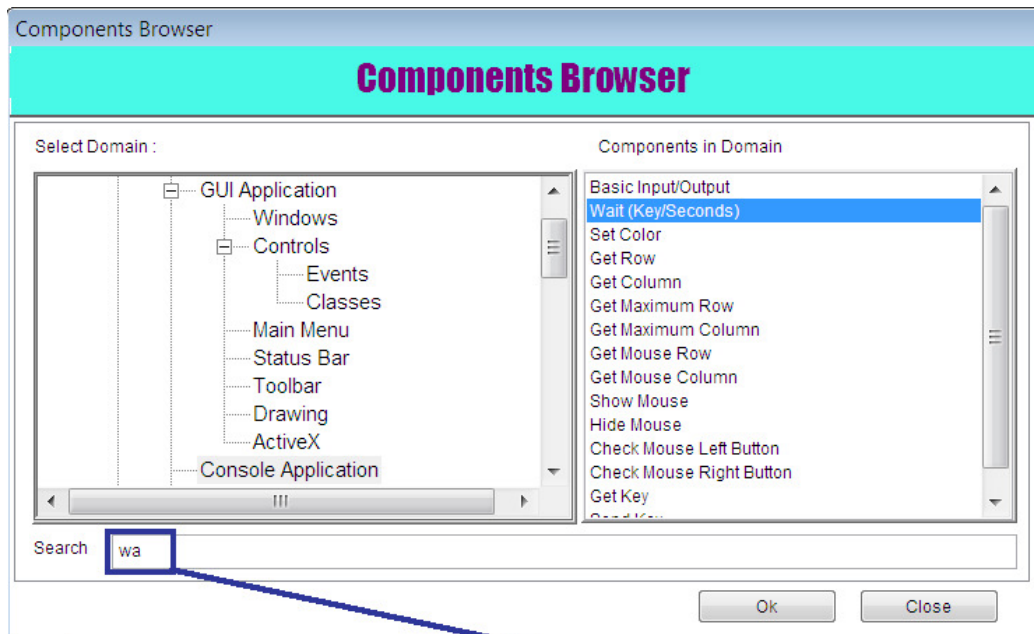 Components Browser
Components Browser
Select Domain :
Components in Domain
GUI Application
Windows
Controls
Events
Classes
Main Menu
Status Bar
Toolbar
Drawing
ActiveX
Console Application
Basic Input/Output
Wait (Key/Seconds)
Set Color
Get Row
Get Column
Get Maximum Row
Get Maximum Column
Get Mouse Row
Get Mouse Column
Show Mouse
Hide Mouse
Check Mouse Left Button
Check Mouse Right Button
Get Key
Send Key
Search wa
Ok Close